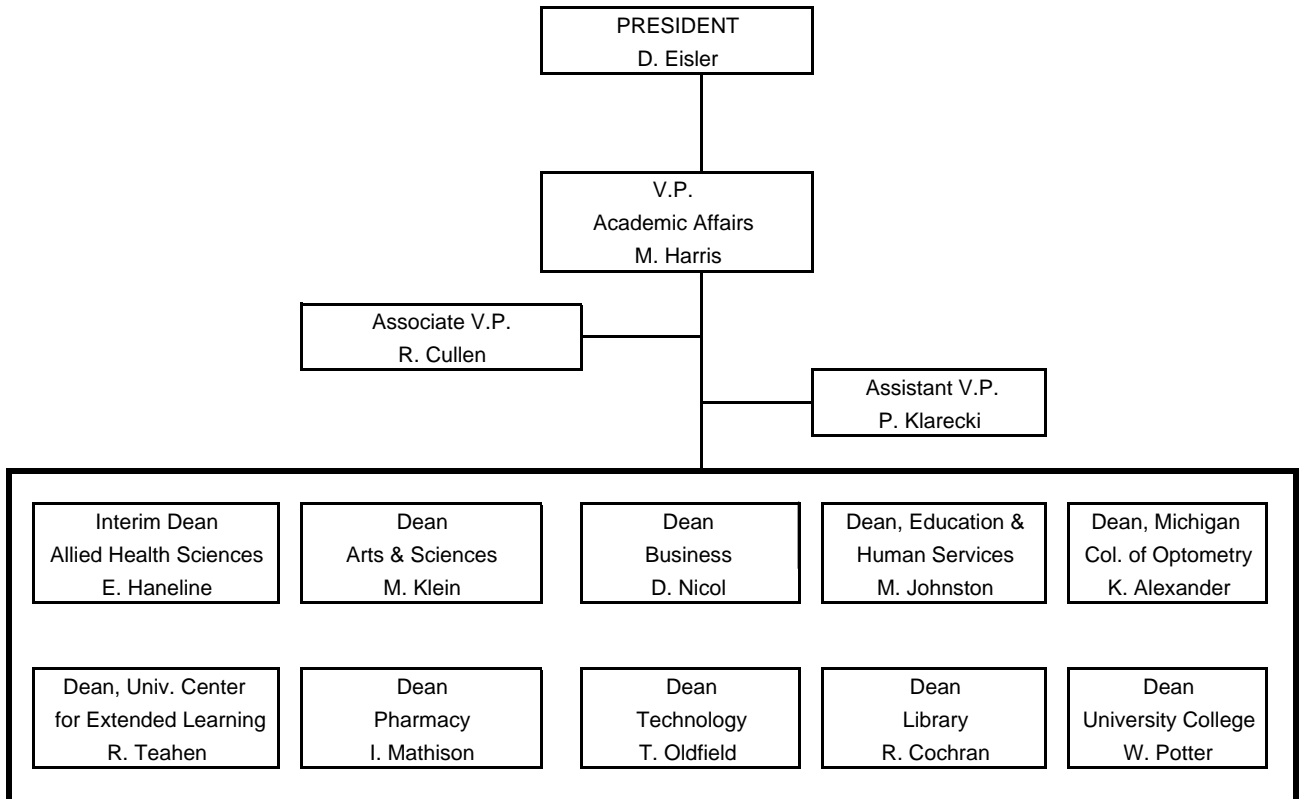 PRESIDENT
D. Eisler
V.P.
Academic Affairs
M. Harris
Associate V.P.
R. Cullen
Assistant V.P.
P. Klarecki
Interim Dean
Allied Health Sciences
E. Haneline
Dean
Arts & Sciences
M. Klein
Dean
Business
D. Nicol
Dean, Education &
Human Services
M. Johnston
Dean, Michigan
Col. of Optometry
K. Alexander
Dean, Univ. Center
for Extended Learning
R. Teahen
Dean
Pharmacy
I. Mathison
Dean
Technology
T. Oldfield
Dean
Library
R. Cochran
Dean
University College
W. Potter